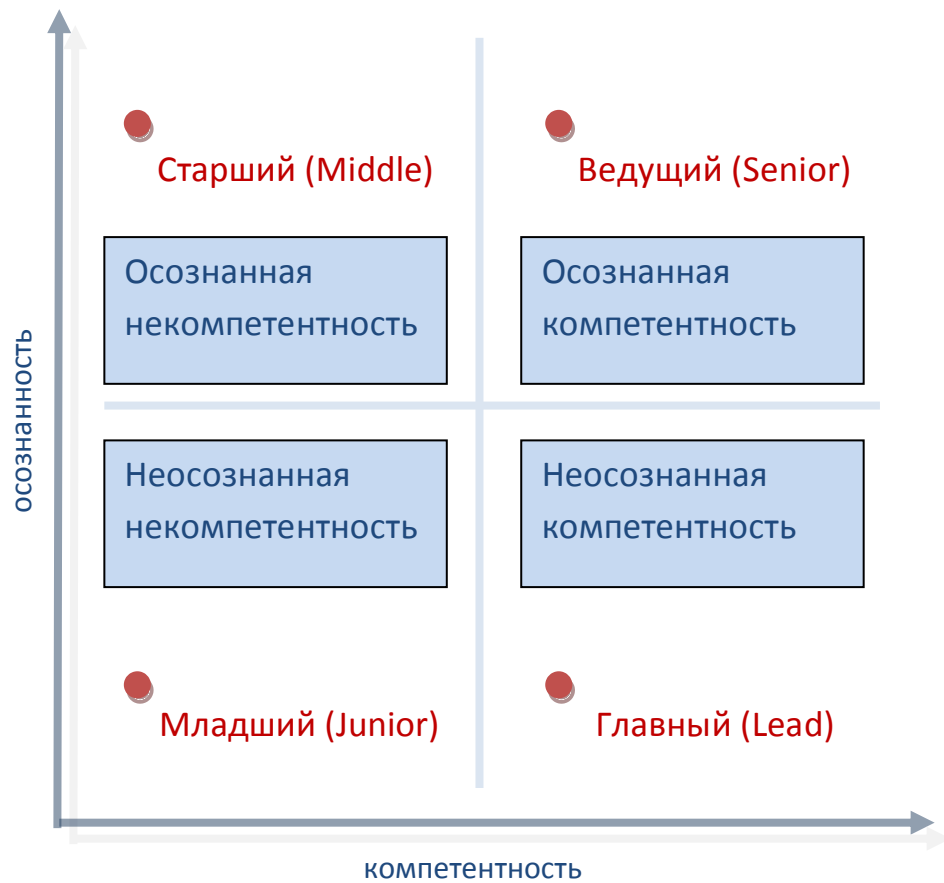 Старший (Middle)
Ведущий (Senior)
Осознанная
некомпетентность
Осознанная
компетентность
осознанность
Неосознанная
некомпетентность
Неосознанная
компетентность
Младший (Junior)
Главный (Lead)
компетентность